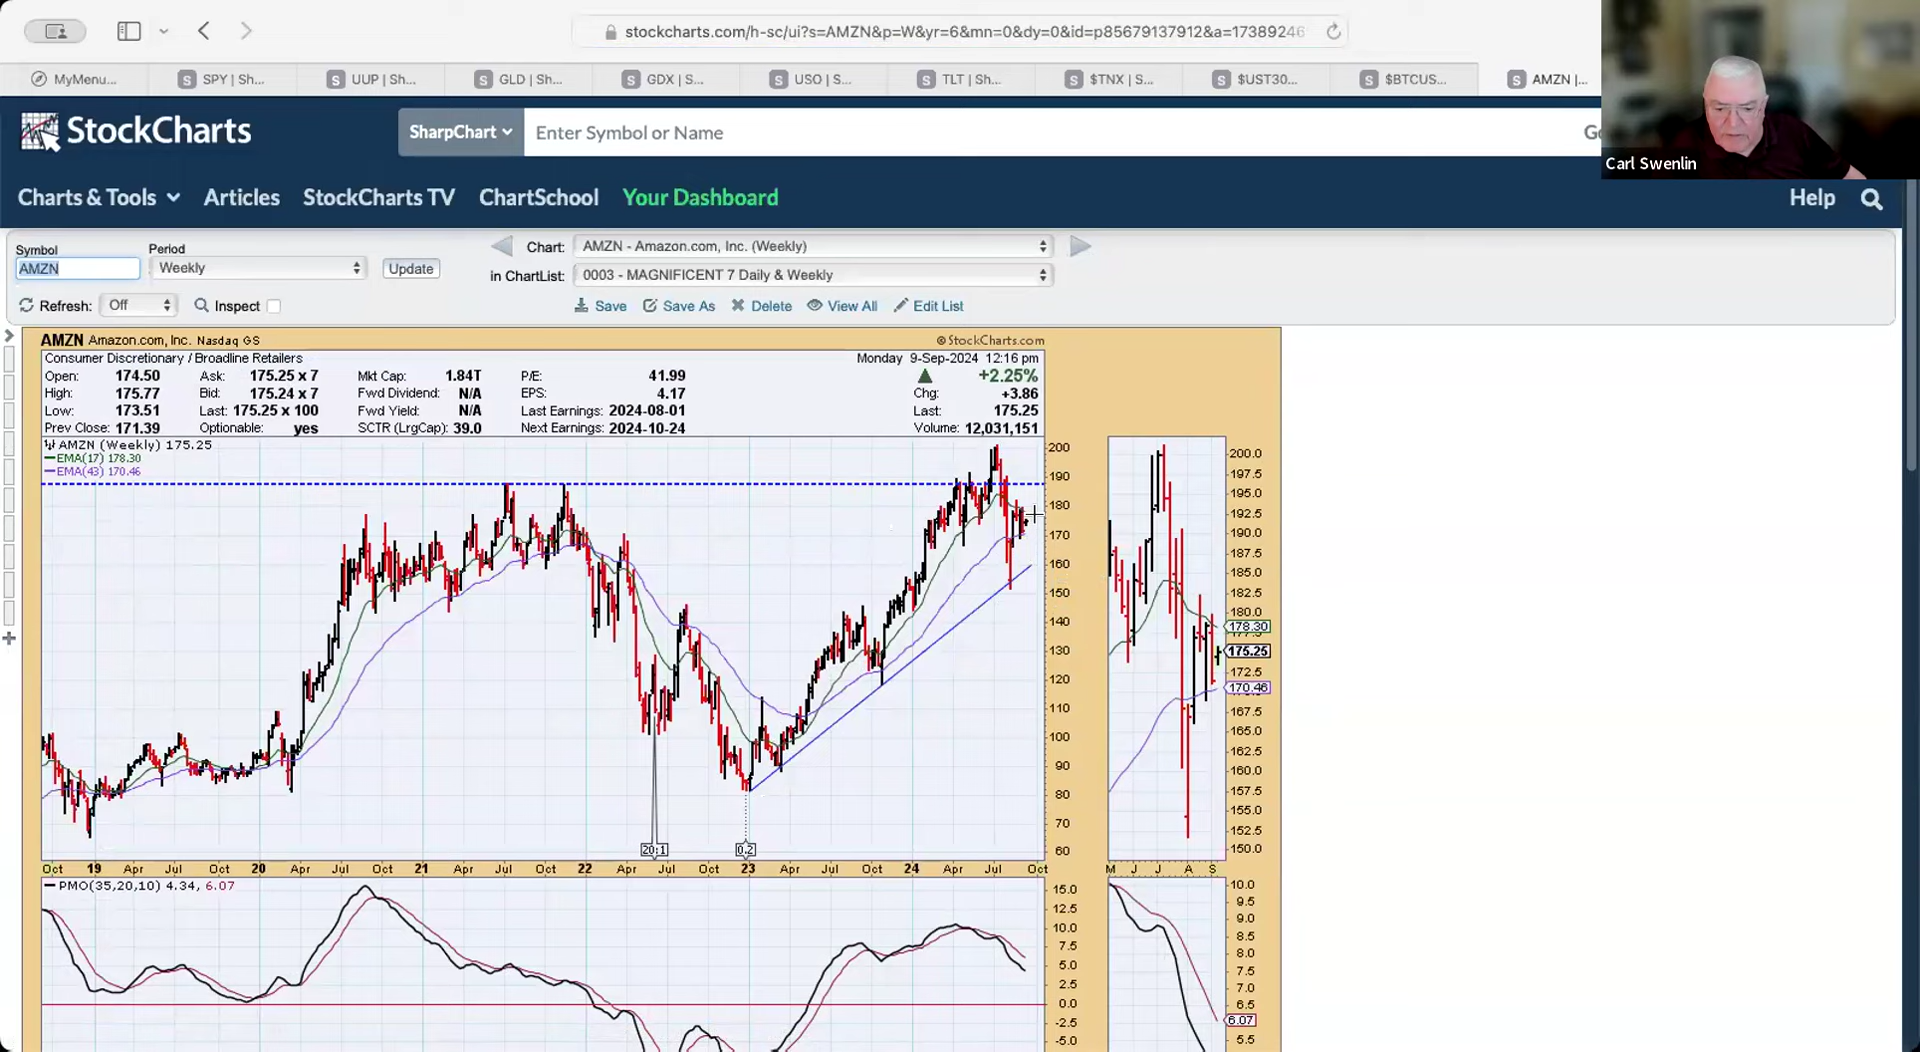 stockcharts.com/h-sc/ui?s=AMZN&p=W&yr=6&mn=0&dy=0&id=p85679137912&a=17389246
MyMenu... SPY | Sh... UUP | Sh... GLD | Sh... GDX | S... USO | S... TLT | Sh... $TNX | S... $UST30... $BTCUS... AMZN |...
StockCharts SharpChart Enter Symbol or Name
Carl Swenlin
Charts & Tools Articles StockCharts TV ChartSchool Your Dashboard Help
Symbol Period
AMZN Weekly Update
Chart: AMZN - Amazon.com, Inc. (Weekly)
in ChartList: 0003 - MAGNIFICENT 7 Daily & Weekly
Refresh: Off Inspect Save Save As Delete View All Edit List
AMZN Amazon.com, Inc. Nasdaq GS @StockCharts.com
Consumer Discretionary / Broadline Retailers Monday 9-Sep-2024 12:16 pm
Open: 174.50 Ask: 175.25 x 7 Mkt Cap: 1.84T P/E: 41.99 +2.25%
High: 175.77 Bid: 175.24 x 7 Fwd Dividend: N/A EPS: 4.17 Chg: +3.86
Low: 173.51 Last: 175.25 x 100 Fwd Yield: N/A Last Earnings: 2024-08-01 Last: 175.25
Prev Close: 171.39 Optionable: yes SCTR (LrgCap): 39.0 Next Earnings: 2024-10-24 Volume: 12,031,151
AMZN (Weekly) 175.25
EMA(17) 178.30
EMA(43) 170.46
200
190
180
170
160
150
140
130
120
110
100
90
80
70
60
200.0
197.5
195.0
192.5
190.0
187.5
185.0
182.5
180.0
178.30
175.25
172.5
170.46
167.5
165.0
162.5
160.0
157.5
155.0
152.5
150.0
20:1 0.2
Oct 19 Apr Jul Oct 20 Apr Jul Oct 21 Apr Jul Oct 22 Apr Jul Oct 23 Apr Jul Oct 24 Apr Jul Oct
M J J A S
PMO(35,20,10) 4.34, 6.07
15.0
12.5
10.0
7.5
5.0
2.5
0.0
-2.5
-5.0
10.0
9.5
9.0
8.5
8.0
7.5
7.0
6.5
6.07
5.5